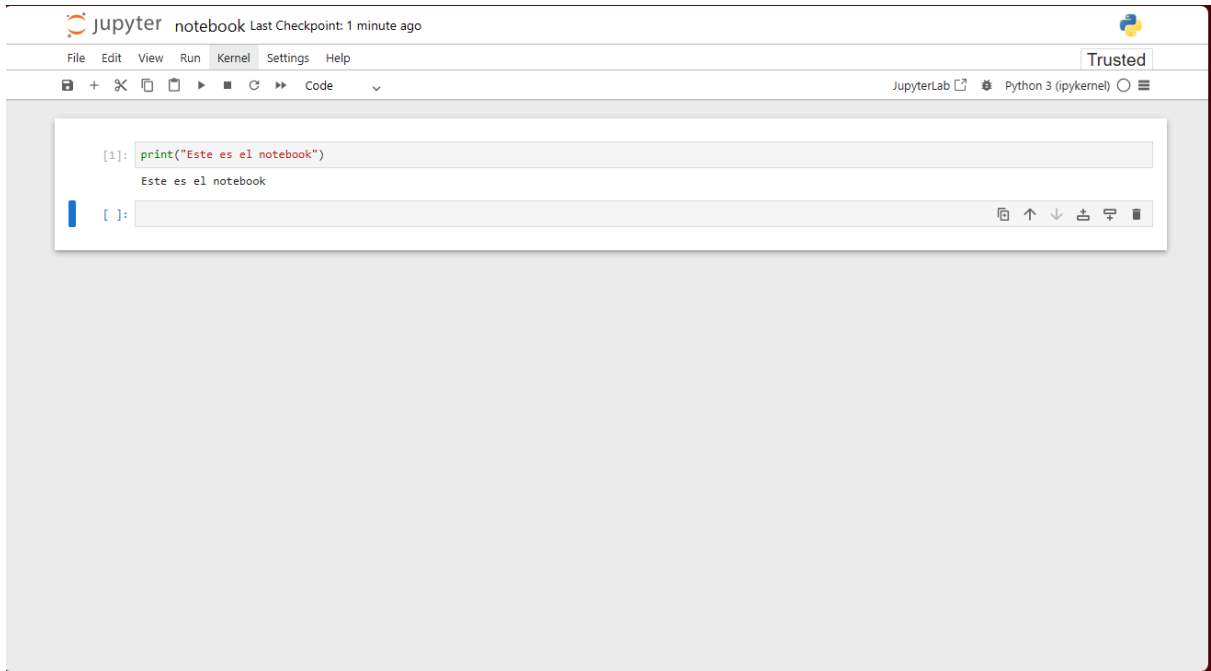 jupyter notebook Last Checkpoint: 1 minute ago
File Edit View Run Kernel Settings Help Trusted
Code JupyterLab Python 3 (ipykernel)
[1]: print("Este es el notebook")
Este es el notebook
[ ]: